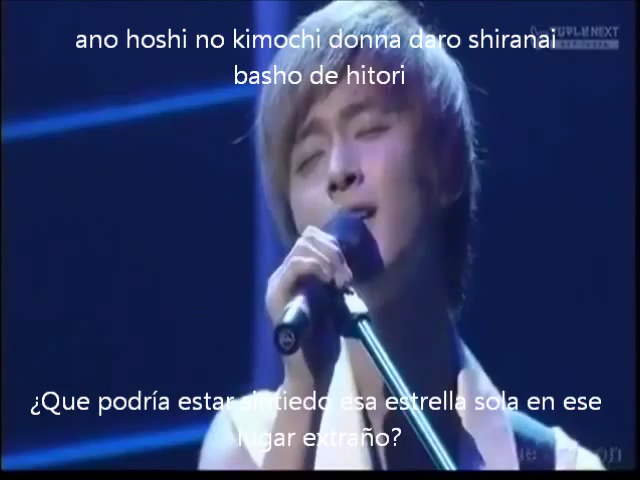 ano hoshi no kimochi donna daro shiranai
basho de hitori
¿Que podría estar sintiedo esa estrella sola en ese
lugar extraño?